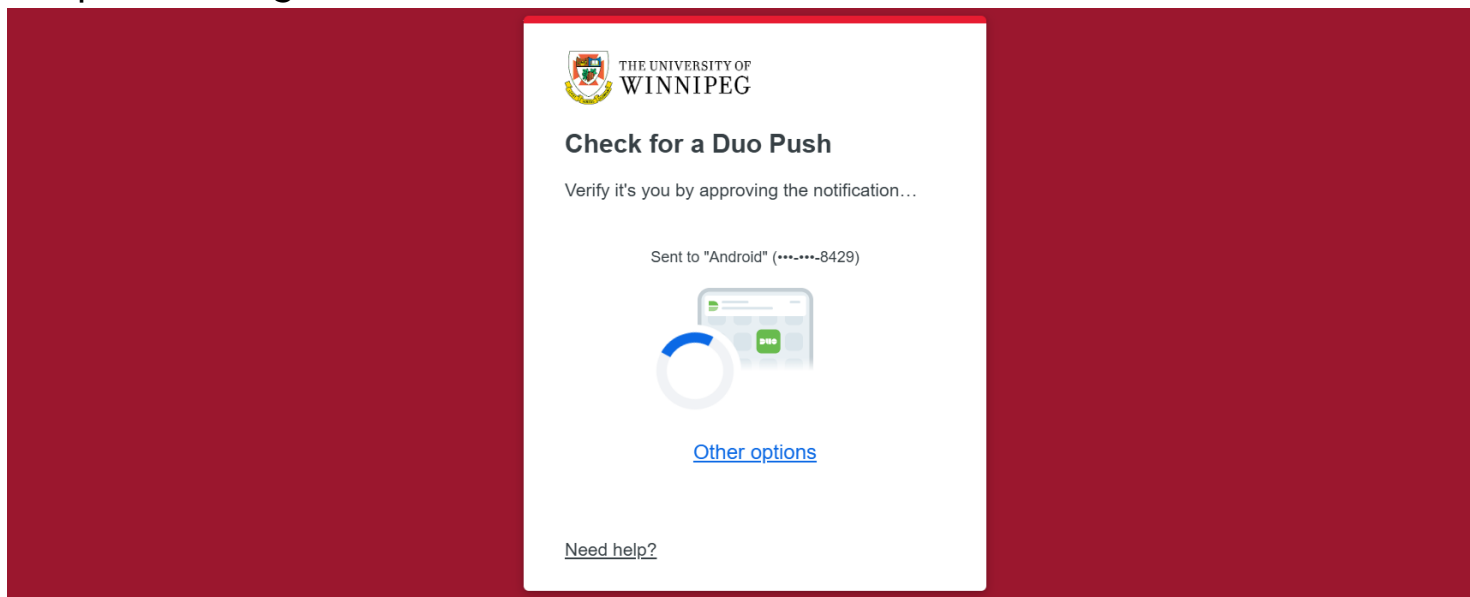 THE UNIVERSITY OF
WINNIPEG
Check for a Duo Push
Verify it's you by approving the notification…
Sent to "Android" (•••-•••-8429)
DUO
Other options
Need help?